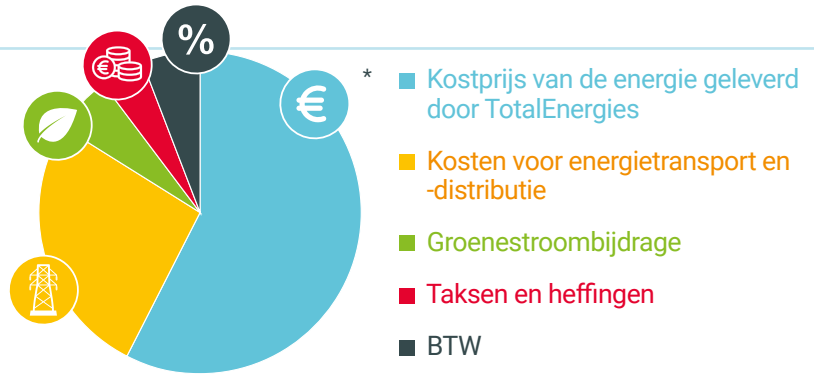 %
€
€
*
Kostprijs van de energie geleverd
door TotalEnergies
Kosten voor energietransport en
-distributie
Groenestroombijdrage
Taksen en heffingen
BTW